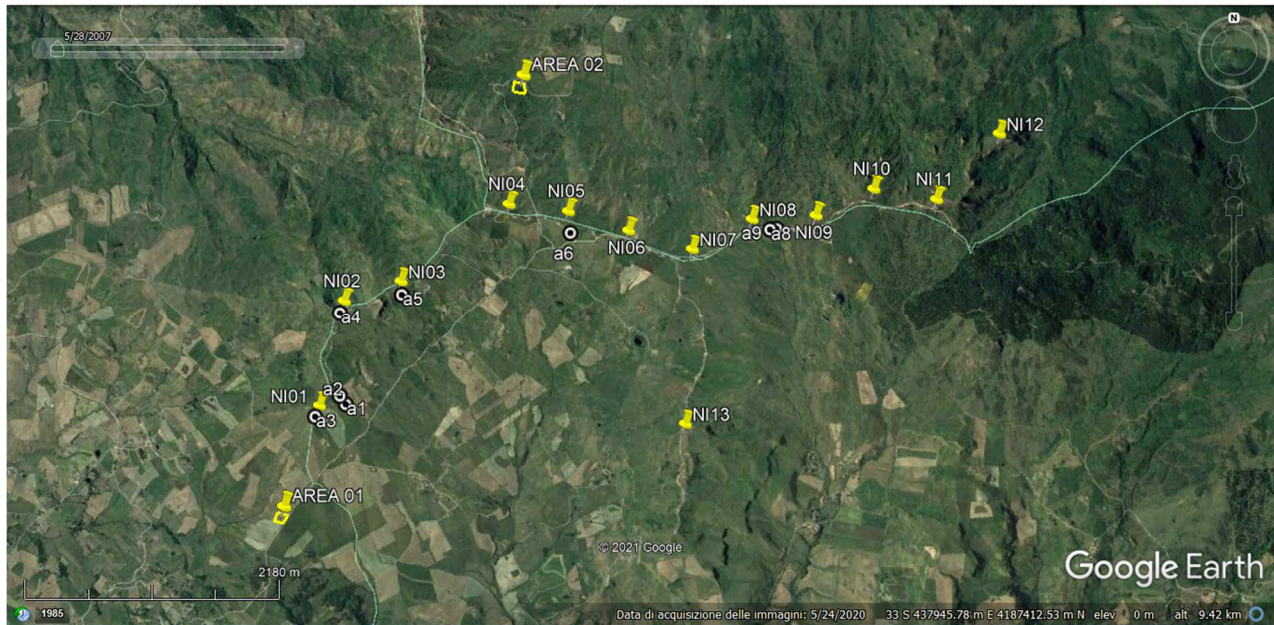 N
5/28/2007
AREA 02
NI12
NI10
NI11
NI04
NI05
NI08
a9 a8 NI09
NI06
NI07
a6
NI03
NI02
a5
a4
a2
NI01
a1
a3
NI13
AREA 01
© 2021 Google
2180 m
Google Earth
1985
Data di acquisizione delle immagini: 5/24/2020 33 S 437945.78 m E 4187412.53 m N elev 0 m alt 9.42 km